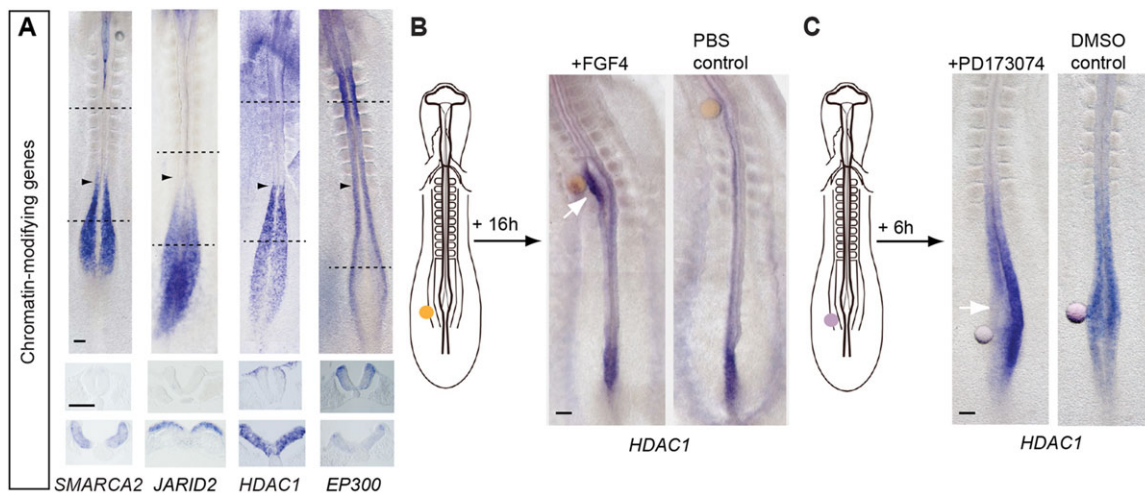 A
Chromatin-modifying genes
SMARCA2
JARID2
HDAC1
EP300
B
+ 16h
+FGF4
PBS
control
HDAC1
C
+ 6h
+PD173074
DMSO
control
HDAC1